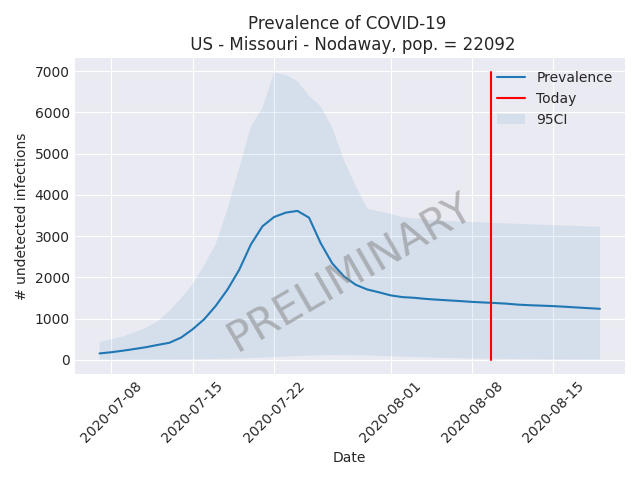 Prevalence of COVID-19
US - Missouri - Nodaway, pop. = 22092
7000
6000
5000
4000
3000
2000
1000
0
# undetected infections
Prevalence
Today
95CI
PRELIMINARY
2020-07-08
2020-07-15
2020-07-22
2020-08-01
2020-08-08
2020-08-15
Date